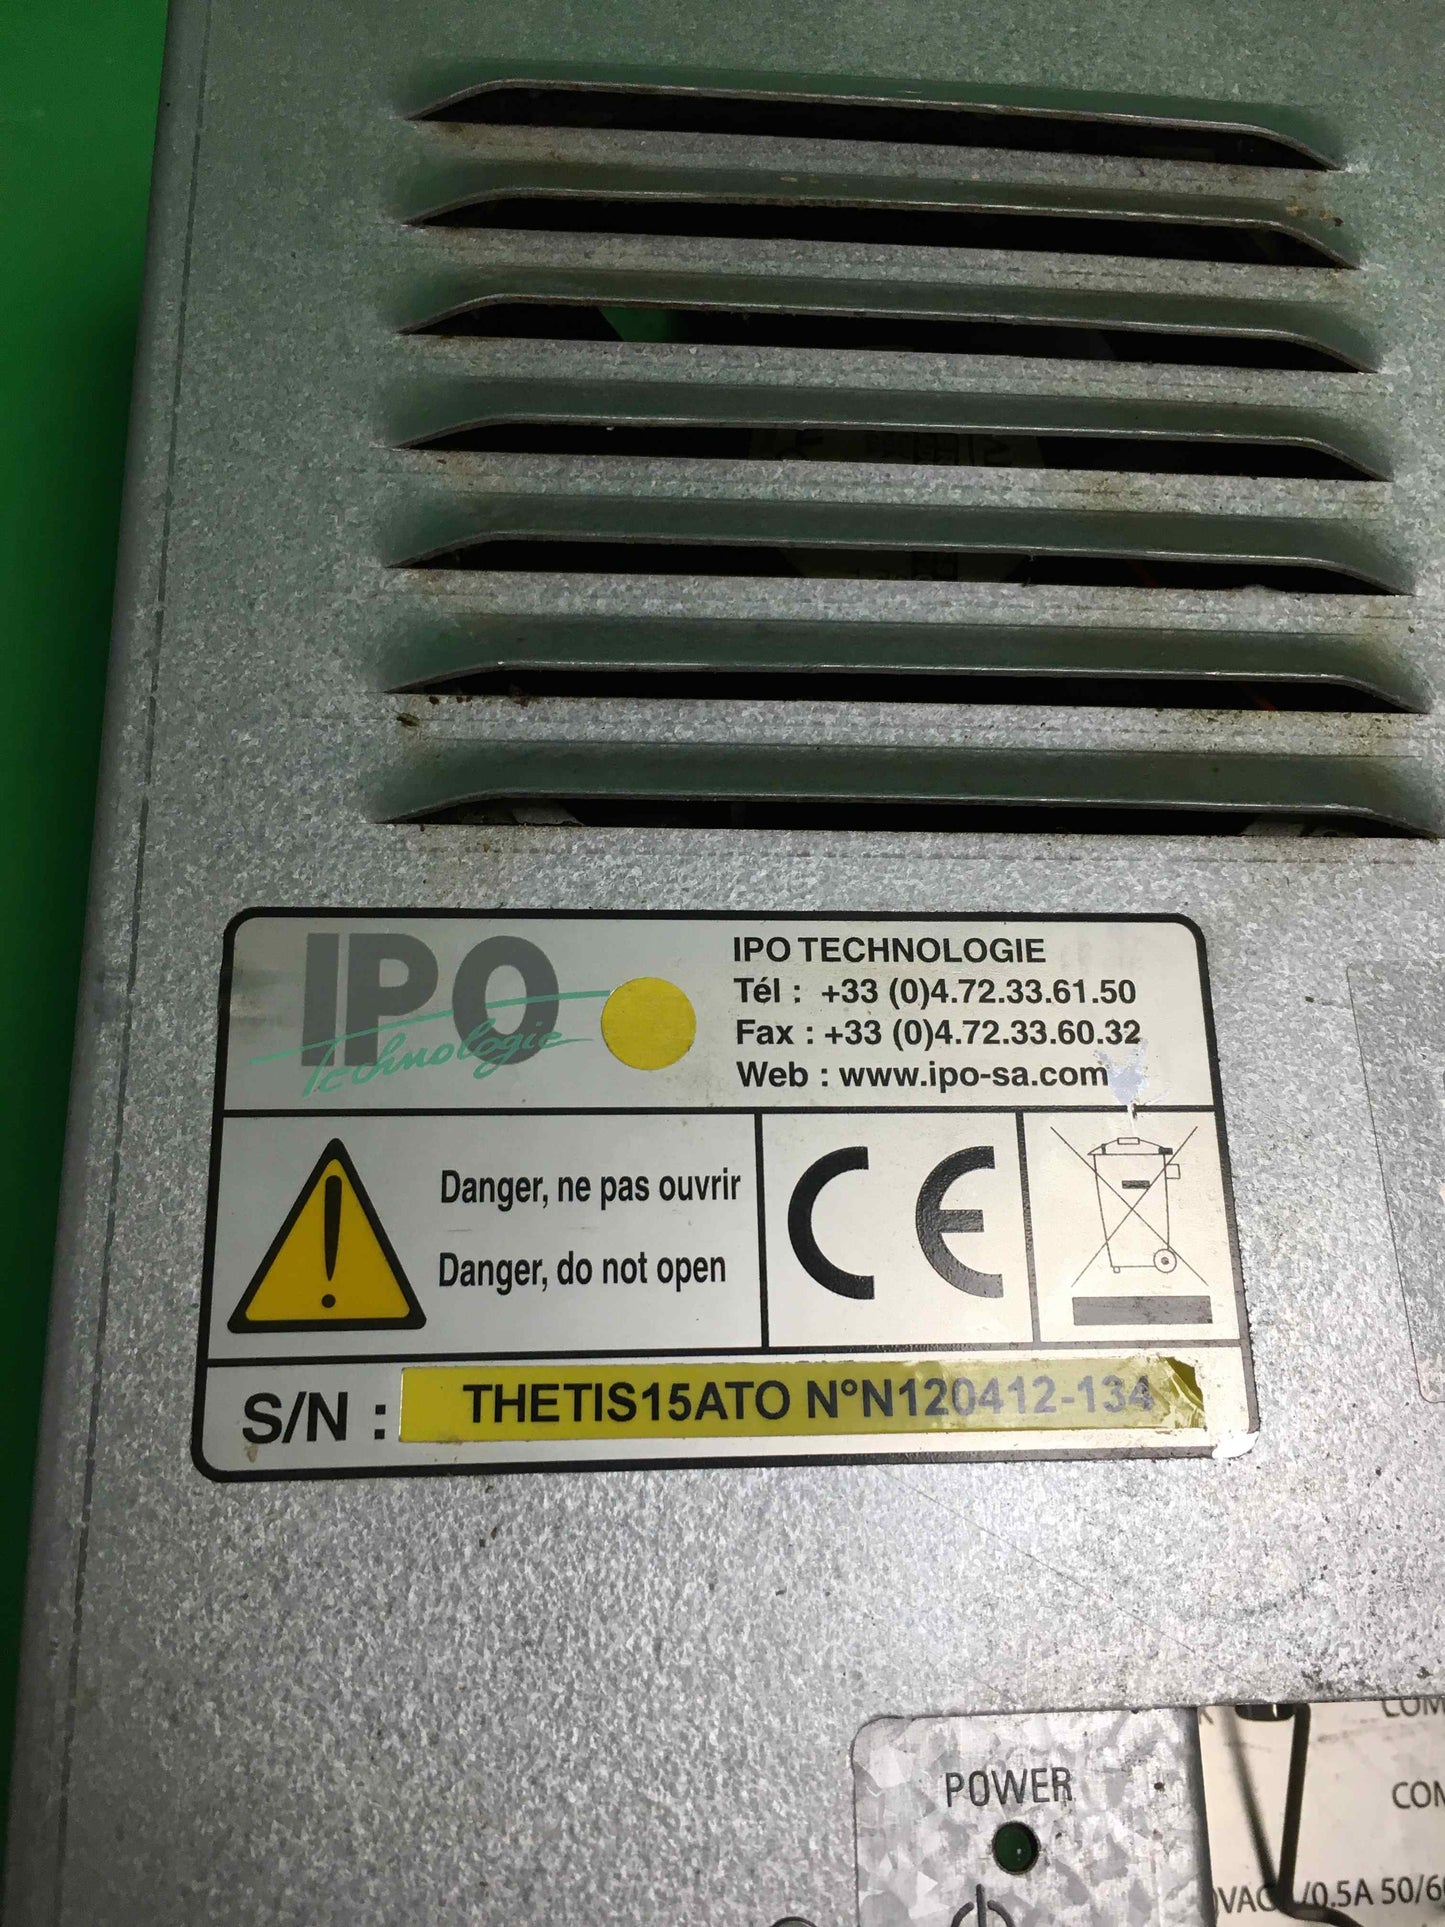 IPO
Technologie
IPO TECHNOLOGIE
Tél : +33 (0)4.72.33.61.50
Fax : +33 (0)4.72.33.60.32
Web : www.ipo-sa.com
Danger, ne pas ouvrir
Danger, do not open
CE
S/N : THETIS15ATO N°N120412-134
POWER
COM
COM
/0.5A 50/6